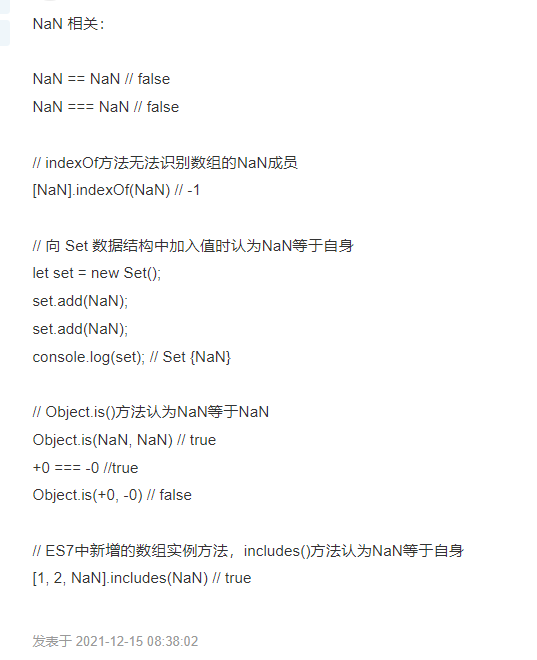 NaN 相关：
NaN == NaN // false
NaN === NaN // false
// indexOf方法无法识别数组的NaN成员
[NaN].indexOf(NaN) // -1
// 向 Set 数据结构中加入值时认为NaN等于自身
let set = new Set();
set.add(NaN);
set.add(NaN);
console.log(set); // Set {NaN}
// Object.is()方法认为NaN等于NaN
Object.is(NaN, NaN) // true
+0 === -0 //true
Object.is(+0, -0) // false
// ES7中新增的数组实例方法，includes()方法认为NaN等于自身
[1, 2, NaN].includes(NaN) // true
发表于 2021-12-15 08:38:02